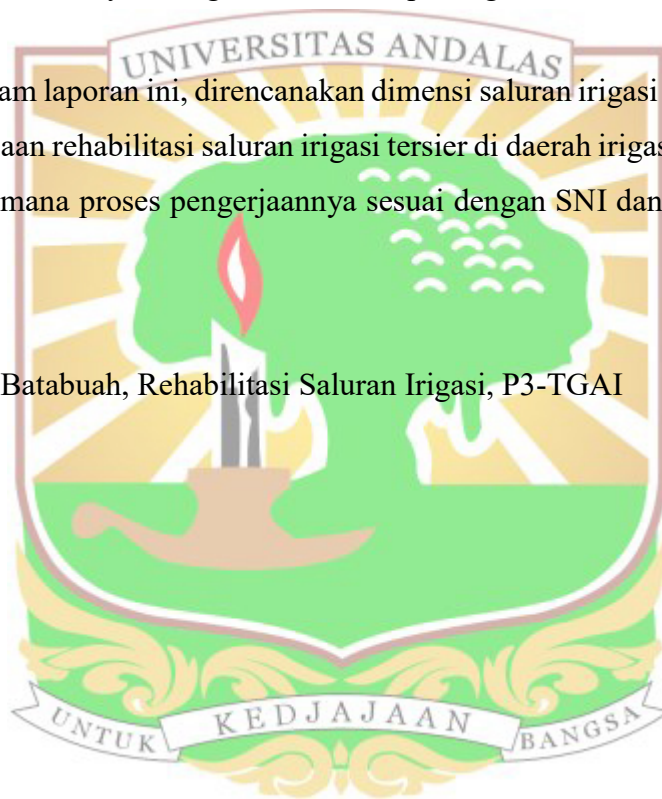 UNIVERSITAS ANDALAS
am laporan ini, direncanakan dimensi saluran irigasi
aan rehabilitasi saluran irigasi tersier di daerah irigas
mana proses pengerjaannya sesuai dengan SNI dan
Batabuah, Rehabilitasi Saluran Irigasi, P3-TGAI
UNTUK KEDJAJAAN BANGSA